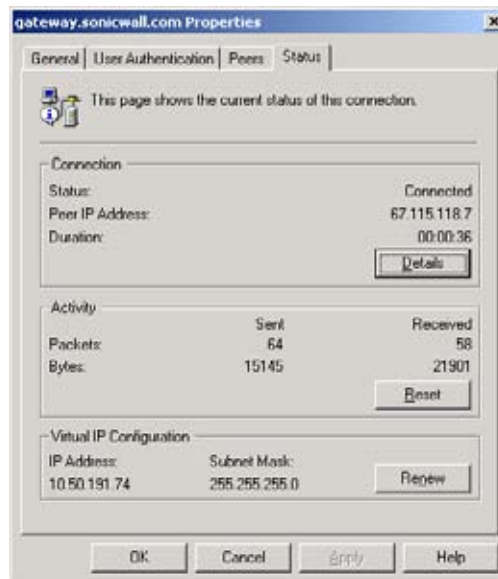 gateway.sonicwall.com Properties
General User Authentication Peers Status
This page shows the current status of this connection.
Connection
Status: Connected
Peer IP Address: 67.115.118.7
Duration: 00:00:36
Details
Activity
Sent Received
Packets: 64 58
Bytes: 15145 21901
Reset
Virtual IP Configuration
IP Address: Subnet Mask:
10.50.191.74 255.255.255.0 Renew
OK Cancel Apply Help